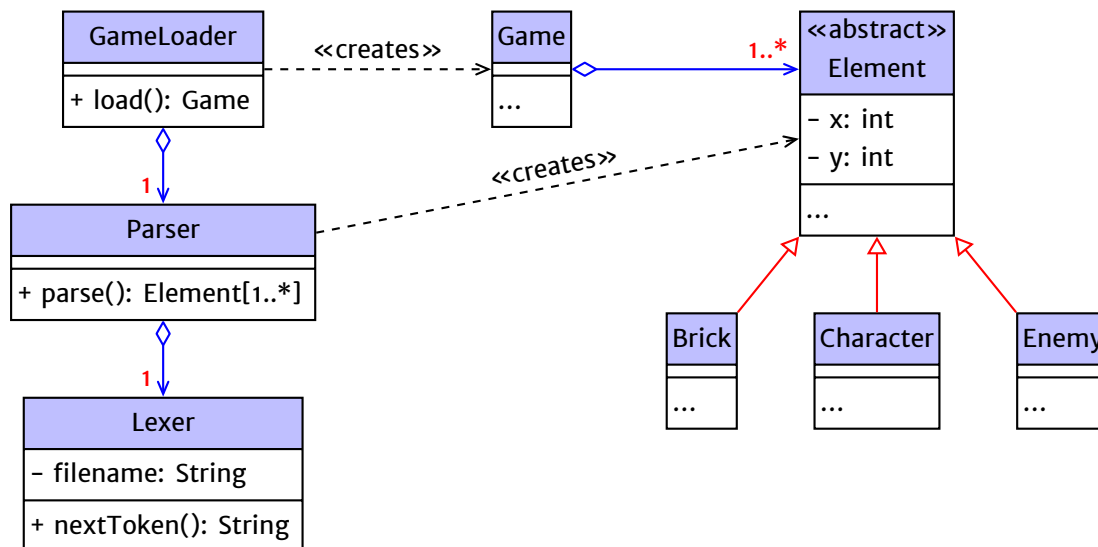 GameLoader
+ load(): Game
«creates»
Game
...
1..*
«abstract»
Element
- x: int
- y: int
...
1
«creates»
Parser
+ parse(): Element[1..*]
1
Lexer
- filename: String
+ nextToken(): String
Brick
...
Character
...
Enemy
...